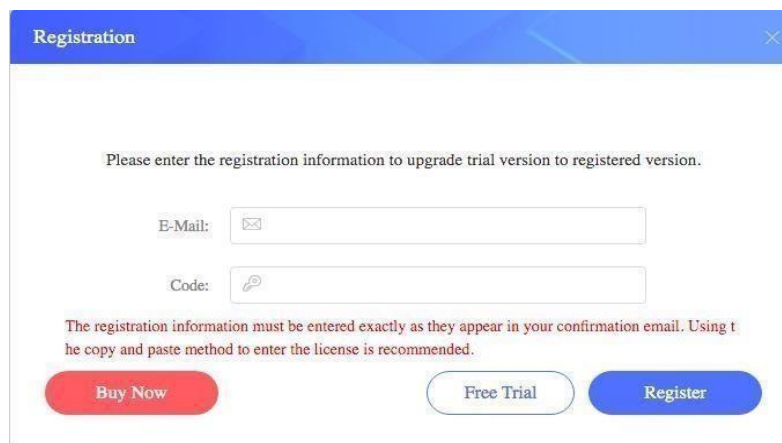 Registration
Please enter the registration information to upgrade trial version to registered version.
E-Mail:
Code:
The registration information must be entered exactly as they appear in your confirmation email. Using t
he copy and paste method to enter the license is recommended.
Buy Now
Free Trial
Register